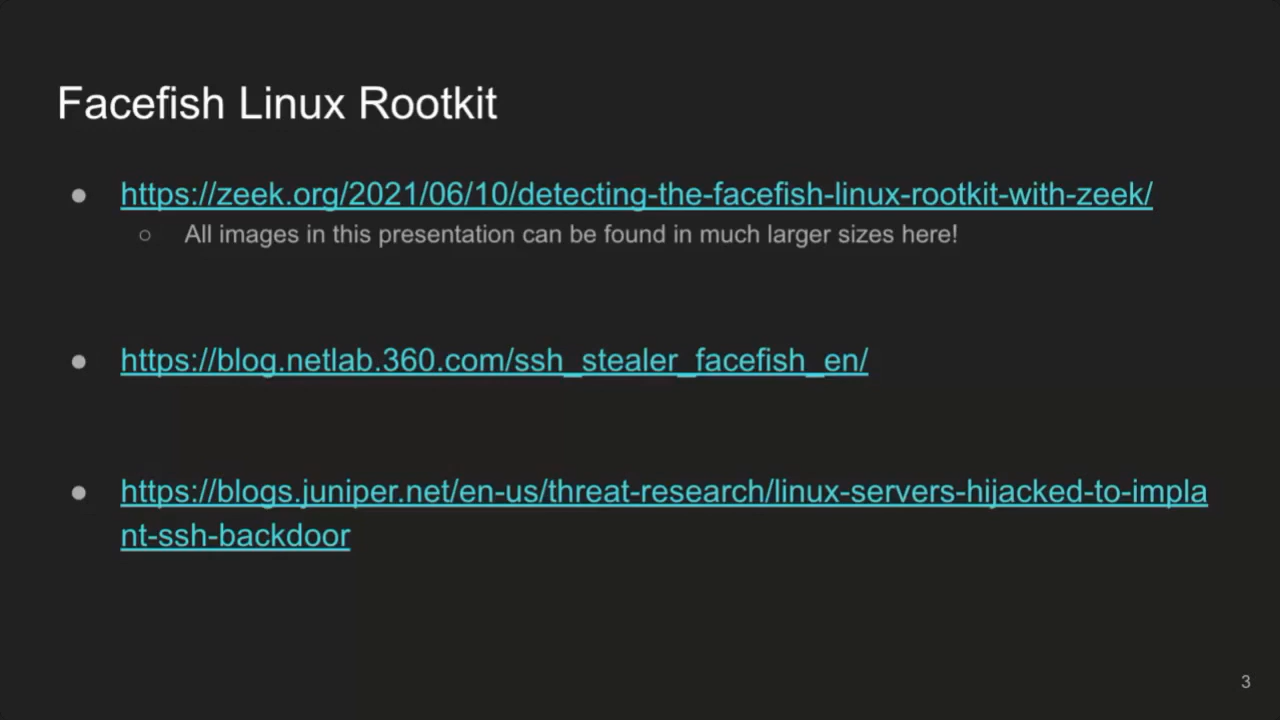 Facefish Linux Rootkit
● https://zeek.org/2021/06/10/detecting-the-facefish-linux-rootkit-with-zeek/
○ All images in this presentation can be found in much larger sizes here!
● https://blog.netlab.360.com/ssh_stealer_facefish_en/
● https://blogs.juniper.net/en-us/threat-research/linux-servers-hijacked-to-impla
nt-ssh-backdoor
3